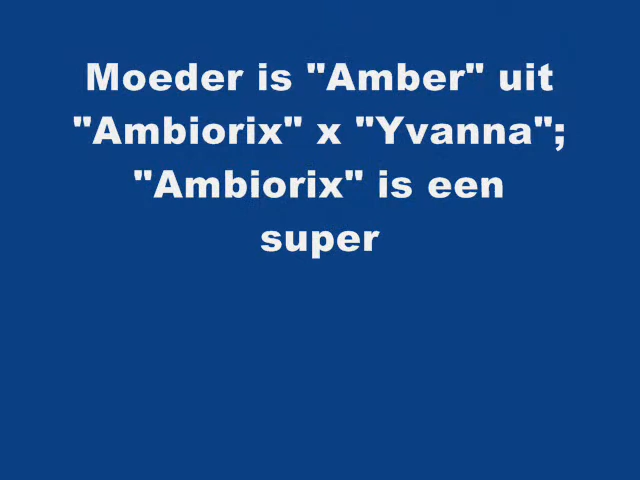 Moeder is "Amber" uit
"Ambiorix" x "Yvanna";
"Ambiorix" is een
super